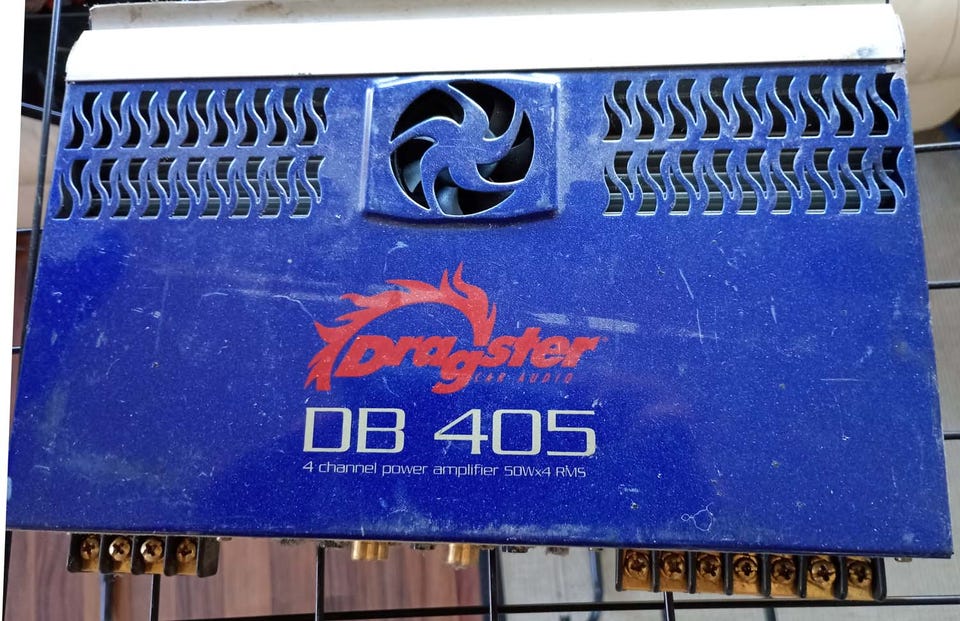 Dragster
CAR AUDIO
DB 405
4 channel power amplifier 50Wx4 RMS